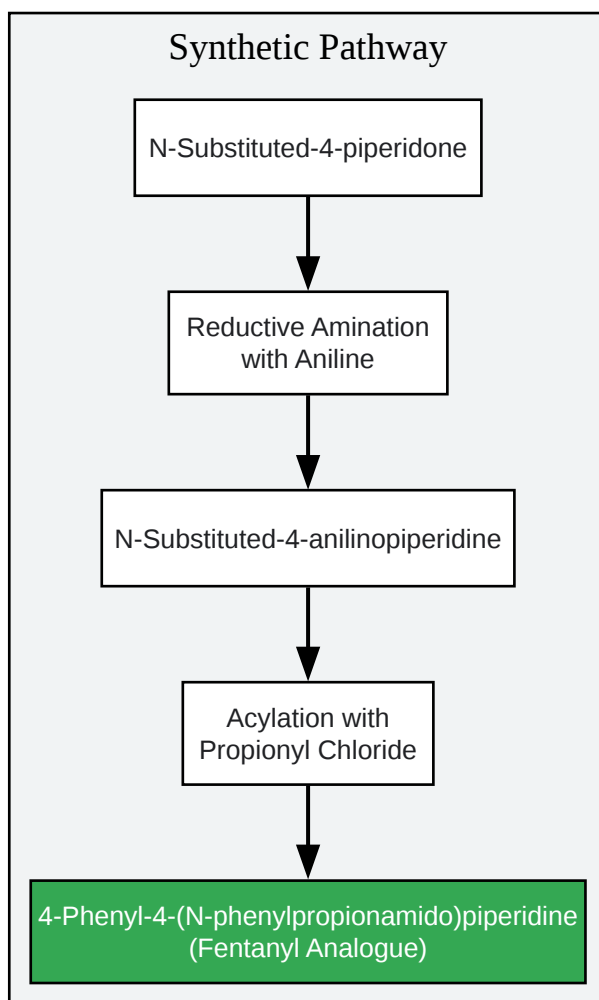 Synthetic Pathway
N-Substituted-4-piperidone
Reductive Amination
with Aniline
N-Substituted-4-anilinopiperidine
Acylation with
Propionyl Chloride
4-Phenyl-4-(N-phenylpropionamido)piperidine
(Fentanyl Analogue)